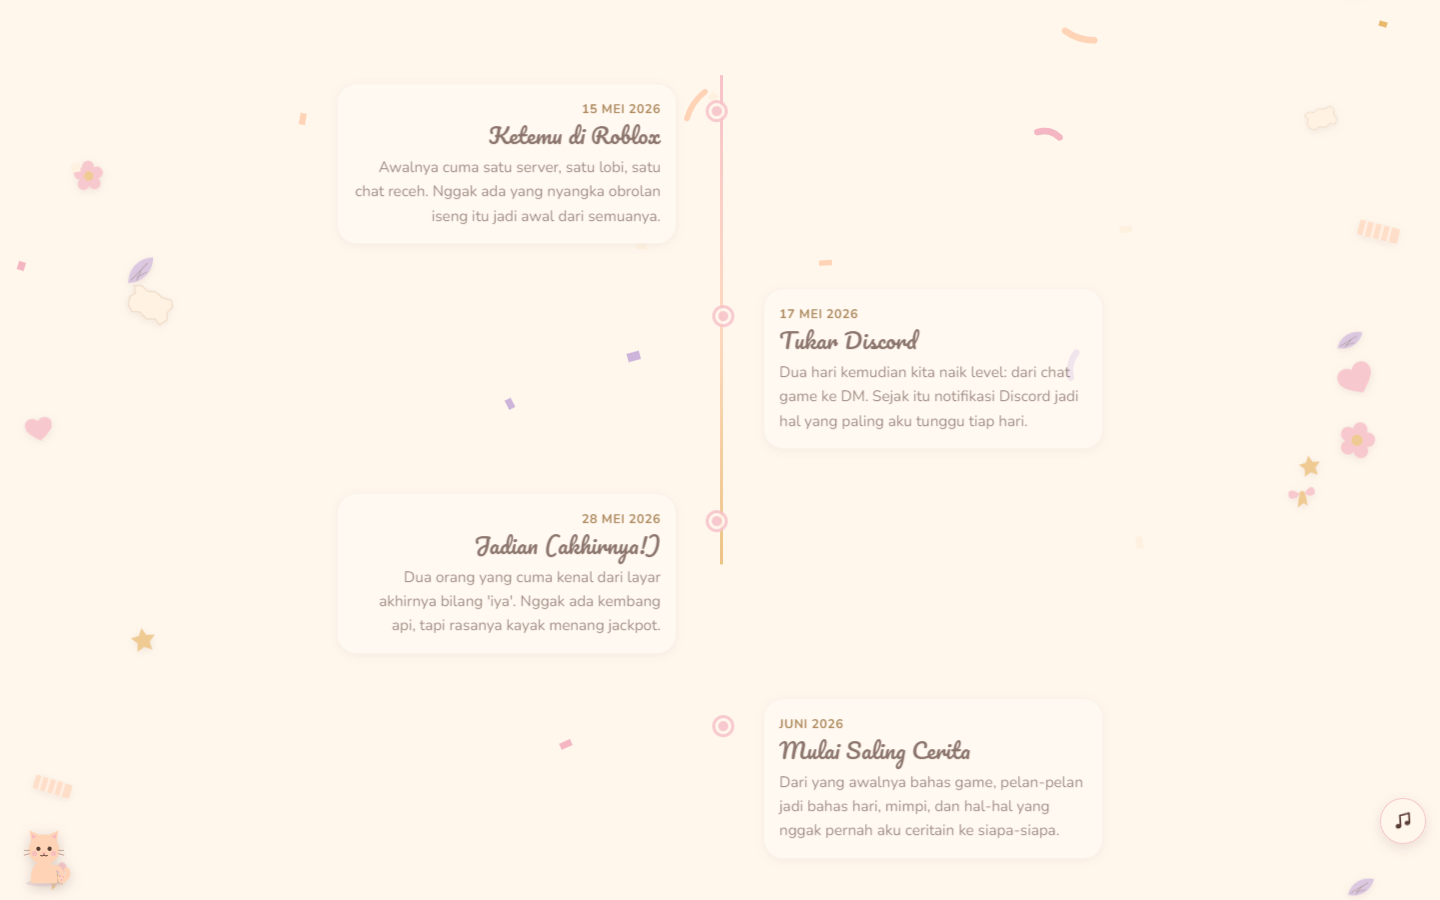 15 MEI 2026
Ketemu di Roblox
Awalnya cuma satu server, satu lobi, satu
chat receh. Nggak ada yang nyangka obrolan
iseng itu jadi awal dari semuanya.
17 MEI 2026
Tukar Discord
Dua hari kemudian kita naik level: dari chat
game ke DM. Sejak itu notifikasi Discord jadi
hal yang paling aku tunggu tiap hari.
28 MEI 2026
Jadian (akhirnya!)
Dua orang yang cuma kenal dari layar
akhirnya bilang 'iya'. Nggak ada kembang
api, tapi rasanya kayak menang jackpot.
JUNI 2026
Mulai Saling Cerita
Dari yang awalnya bahas game, pelan-pelan
jadi bahas hari, mimpi, dan hal-hal yang
nggak pernah aku ceritain ke siapa-siapa.